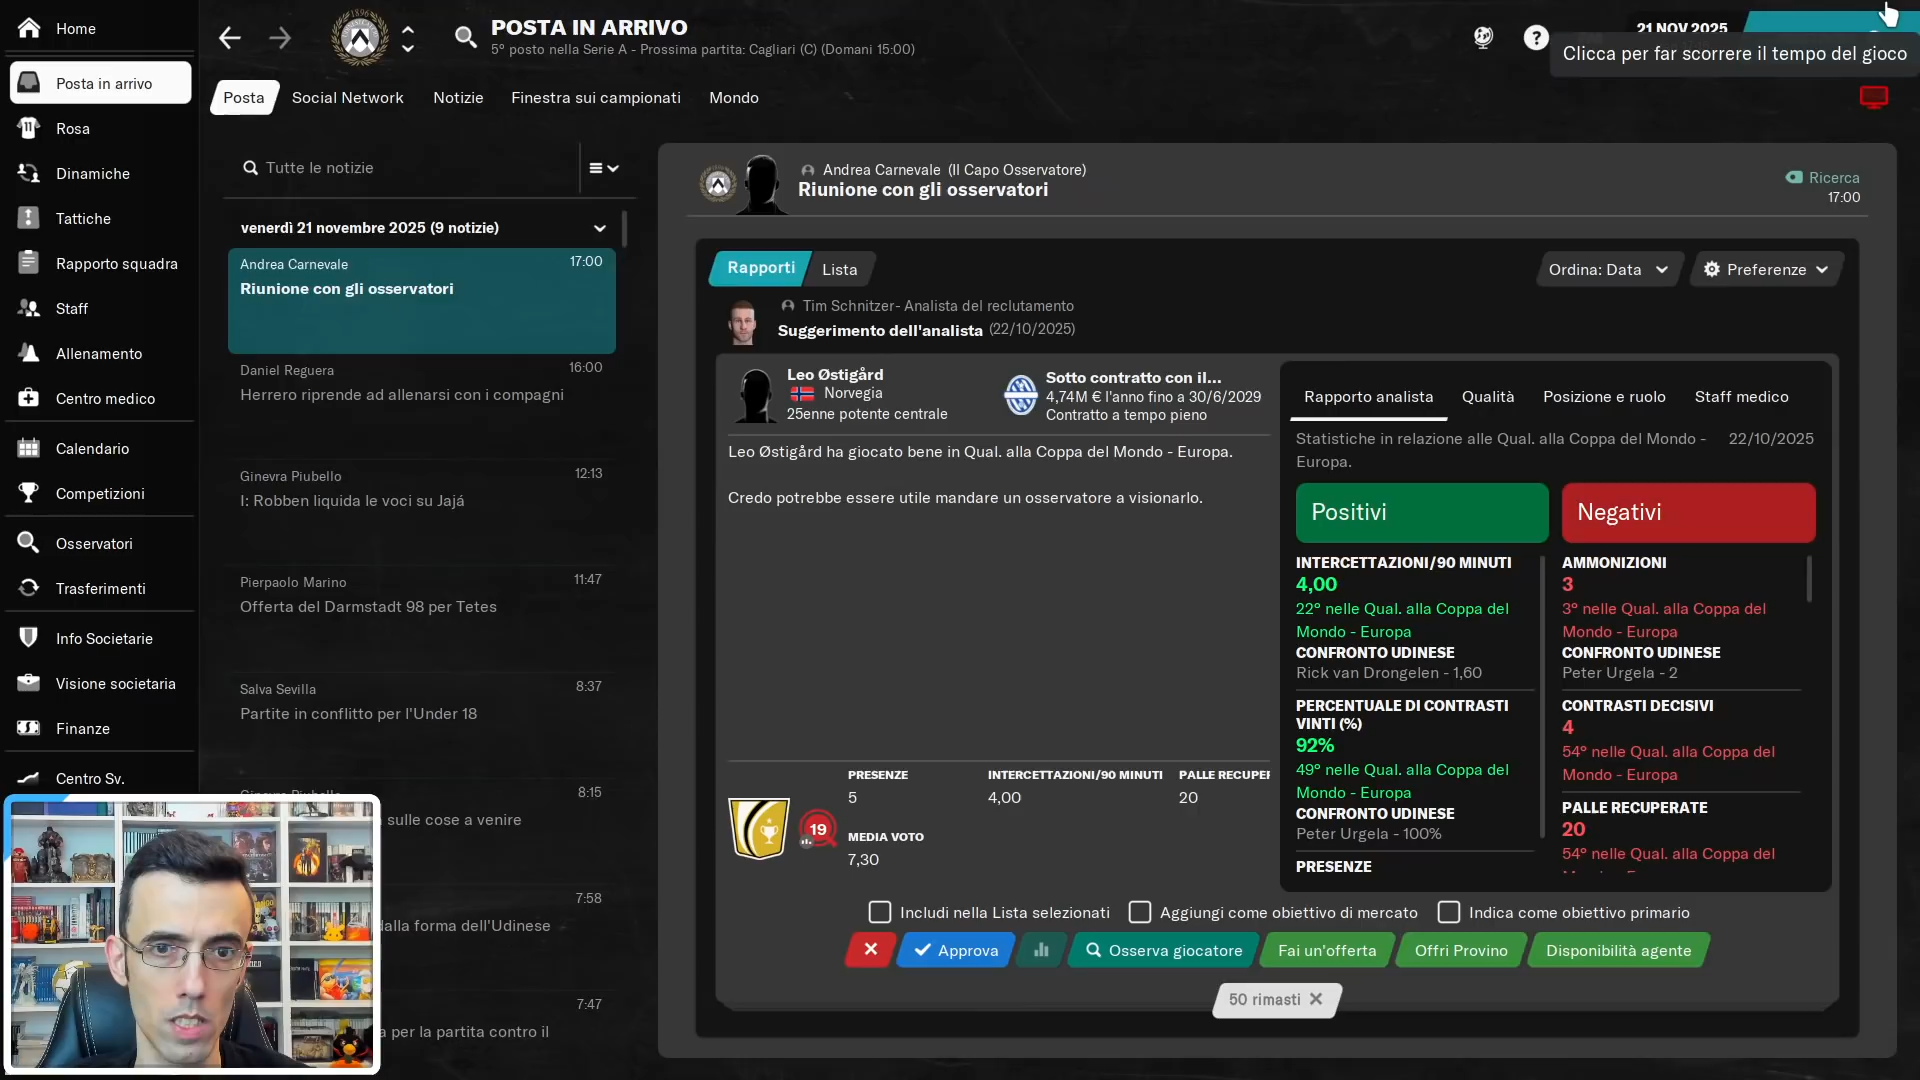 Home
Posta in arrivo
Rosa
Dinamiche
Tattiche
Rapporto squadra
Staff
Allenamento
Centro medico
Calendario
Competizioni
Osservatori
Trasferimenti
Info Societarie
Visione societaria
Finanze
Centro Sv.
1896
POSTA IN ARRIVO
5° posto nella Serie A - Prossima partita: Cagliari (C) (Domani 15:00)
?
21 NOV 2025
Clicca per far scorrere il tempo del gioco
Posta
Social Network
Notizie
Finestra sui campionati
Mondo
Tutte le notizie
venerdì 21 novembre 2025 (9 notizie)
Andrea Carnevale
17:00
Riunione con gli osservatori
Daniel Reguera
16:00
Herrero riprende ad allenarsi con i compagni
Ginevra Piubello
12:13
I: Robben liquida le voci su Jajá
Pierpaolo Marino
11:47
Offerta del Darmstadt 98 per Tetes
Salva Sevilla
8:37
Partite in conflitto per l'Under 18
8:15
sulle cose a venire
7:58
dalla forma dell'Udinese
7:47
per la partita contro il
Andrea Carnevale (Il Capo Osservatore)
Riunione con gli osservatori
Ricerca
17:00
Rapporti
Lista
Ordina: Data
Preferenze
Tim Schnitzer- Analista del reclutamento
Suggerimento dell'analista (22/10/2025)
Leo Østigård
Norvegia
25enne potente centrale
Sotto contratto con il...
4,74M € l'anno fino a 30/6/2029
Contratto a tempo pieno
Leo Østigård ha giocato bene in Qual. alla Coppa del Mondo - Europa.
Credo potrebbe essere utile mandare un osservatore a visionarlo.
PRESENZE
5
INTERCETTAZIONI/90 MINUTI
4,00
PALLE RECUPER
20
19
MEDIA VOTO
7,30
Rapporto analista
Qualità
Posizione e ruolo
Staff medico
Statistiche in relazione alle Qual. alla Coppa del Mondo - Europa.
22/10/2025
Positivi
INTERCETTAZIONI/90 MINUTI
4,00
22° nelle Qual. alla Coppa del
Mondo - Europa
CONFRONTO UDINESE
Rick van Drongelen - 1,60
PERCENTUALE DI CONTRASTI
VINTI (%)
92%
49° nelle Qual. alla Coppa del
Mondo - Europa
CONFRONTO UDINESE
Peter Urgela - 100%
PRESENZE
Negativi
AMMONIZIONI
3
3° nelle Qual. alla Coppa del
Mondo - Europa
CONFRONTO UDINESE
Peter Urgela - 2
CONTRASTI DECISIVI
4
54° nelle Qual. alla Coppa del
Mondo - Europa
PALLE RECUPERATE
20
54° nelle Qual. alla Coppa del
Includi nella Lista selezionati
Aggiungi come obiettivo di mercato
Indica come obiettivo primario
Approva
Osserva giocatore
Fai un'offerta
Offri Provino
Disponibilità agente
50 rimasti